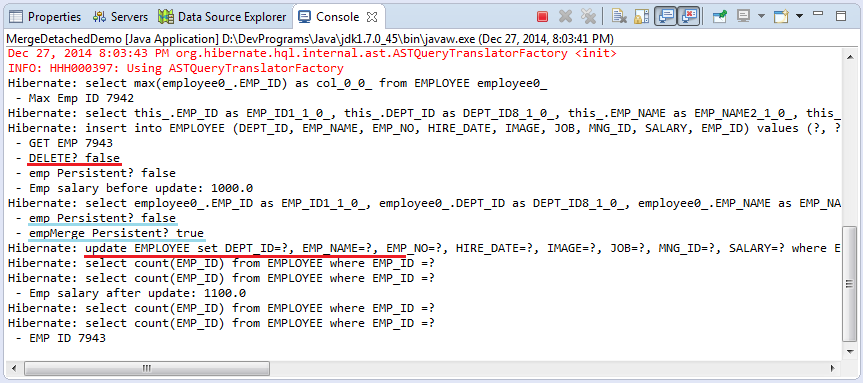 Properties Servers Data Source Explorer Console
MergeDetachedDemo [Java Application] D:\DevPrograms\Java\jdk1.7.0_45\bin\javaw.exe (Dec 27, 2014, 8:03:41 PM)
Dec 27, 2014 8:03:43 PM org.hibernate.hql.internal.ast.ASTQueryTranslatorFactory <init>
INFO: HHH000397: Using ASTQueryTranslatorFactory
Hibernate: select max(employee0_.EMP_ID) as col_0_0_ from EMPLOYEE employee0_
- Max Emp ID 7942
Hibernate: select this_.EMP_ID as EMP_ID1_1_0_, this_.DEPT_ID as DEPT_ID8_1_0_, this_.EMP_NAME as EMP_NAME2_1_0_, this_
Hibernate: insert into EMPLOYEE (DEPT_ID, EMP_NAME, EMP_NO, HIRE_DATE, IMAGE, JOB, MNG_ID, SALARY, EMP_ID) values (?, ?
- GET EMP 7943
- DELETE? false
- emp Persistent? false
- Emp salary before update: 1000.0
Hibernate: select employee0_.EMP_ID as EMP_ID1_1_0_, employee0_.DEPT_ID as DEPT_ID8_1_0_, employee0_.EMP_NAME as EMP_NA
- emp Persistent? false
- empMerge Persistent? true
Hibernate: update EMPLOYEE set DEPT_ID=?, EMP_NAME=?, EMP_NO=?, HIRE_DATE=?, IMAGE=?, JOB=?, MNG_ID=?, SALARY=? where E
Hibernate: select count(EMP_ID) from EMPLOYEE where EMP_ID =?
Hibernate: select count(EMP_ID) from EMPLOYEE where EMP_ID =?
- Emp salary after update: 1100.0
Hibernate: select count(EMP_ID) from EMPLOYEE where EMP_ID =?
Hibernate: select count(EMP_ID) from EMPLOYEE where EMP_ID =?
- EMP ID 7943